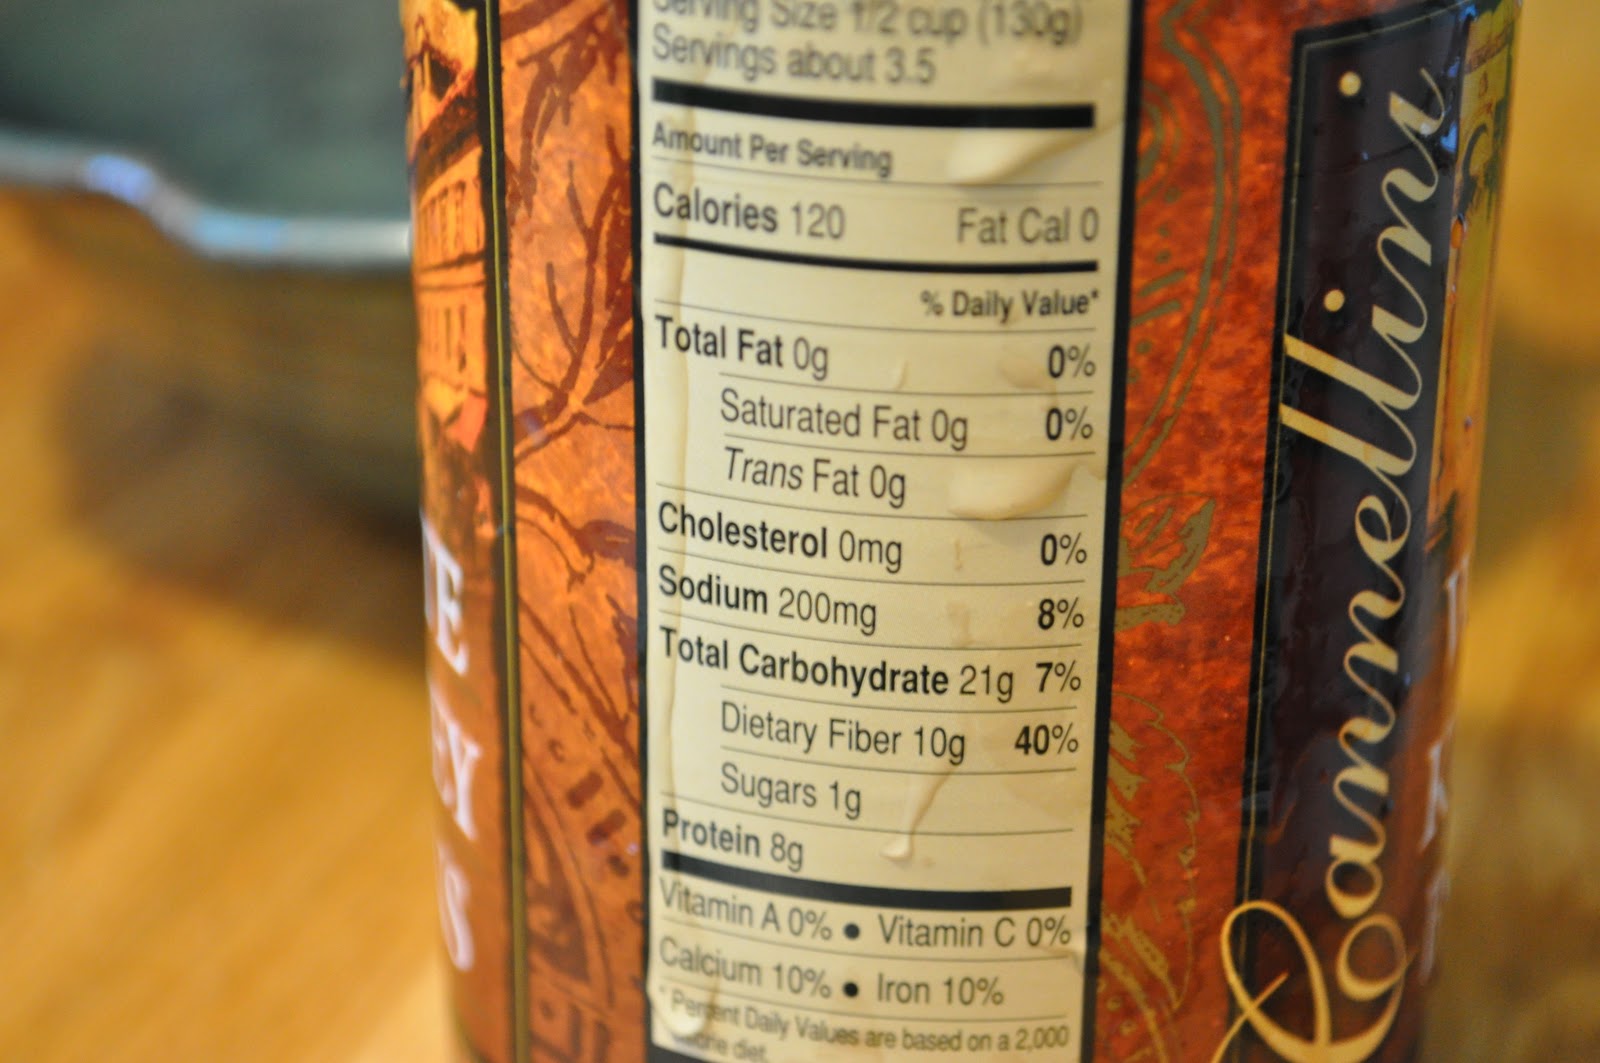 Serving Size 1/2 cup (130g)
Servings about 3.5
Amount Per Serving
Calories 120 Fat Cal 0
% Daily Value*
Total Fat 0g 0%
Saturated Fat 0g 0%
Trans Fat 0g
Cholesterol 0mg 0%
Sodium 200mg 8%
Total Carbohydrate 21g 7%
Dietary Fiber 10g 40%
Sugars 1g
Protein 8g
Vitamin A 0% • Vitamin C 0%
Calcium 10% • Iron 10%
* Percent Daily Values are based on a 2,000
diet.
Cannellini